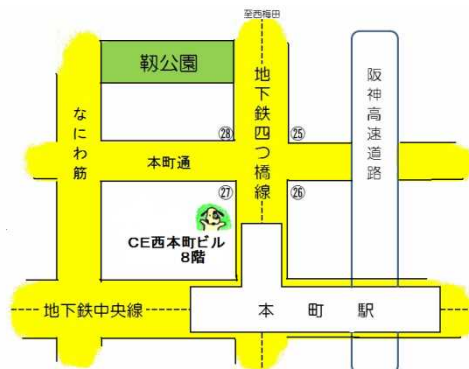 至西梅田
靱公園
地下鉄四つ橋線
阪神高速道路
なにわ筋
㉘
㉕
本町通
㉗
㉖
CE西本町ビル
8階
地下鉄中央線
本町駅